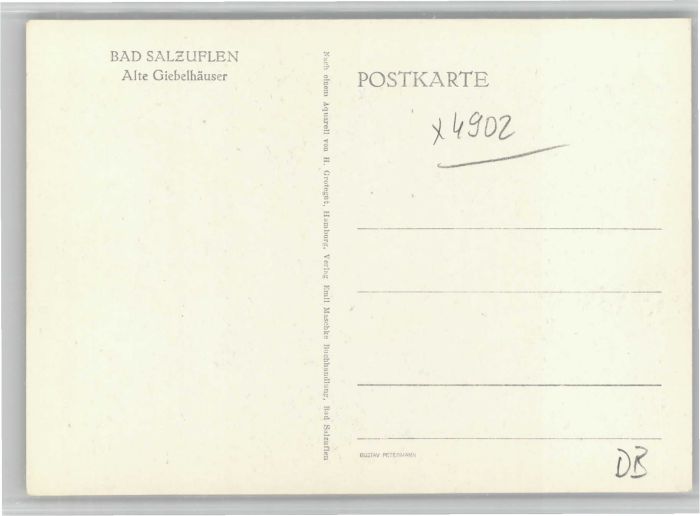 BAD SALZUFLEN
Alte Giebelhäuser
Nach einem Aquarell von H. Grotegut, Hamburg, Verlag Emil Maschke Buchhandlung, Bad Salzuflen
POSTKARTE
x4902
GUSTAV PETERMANN
DB